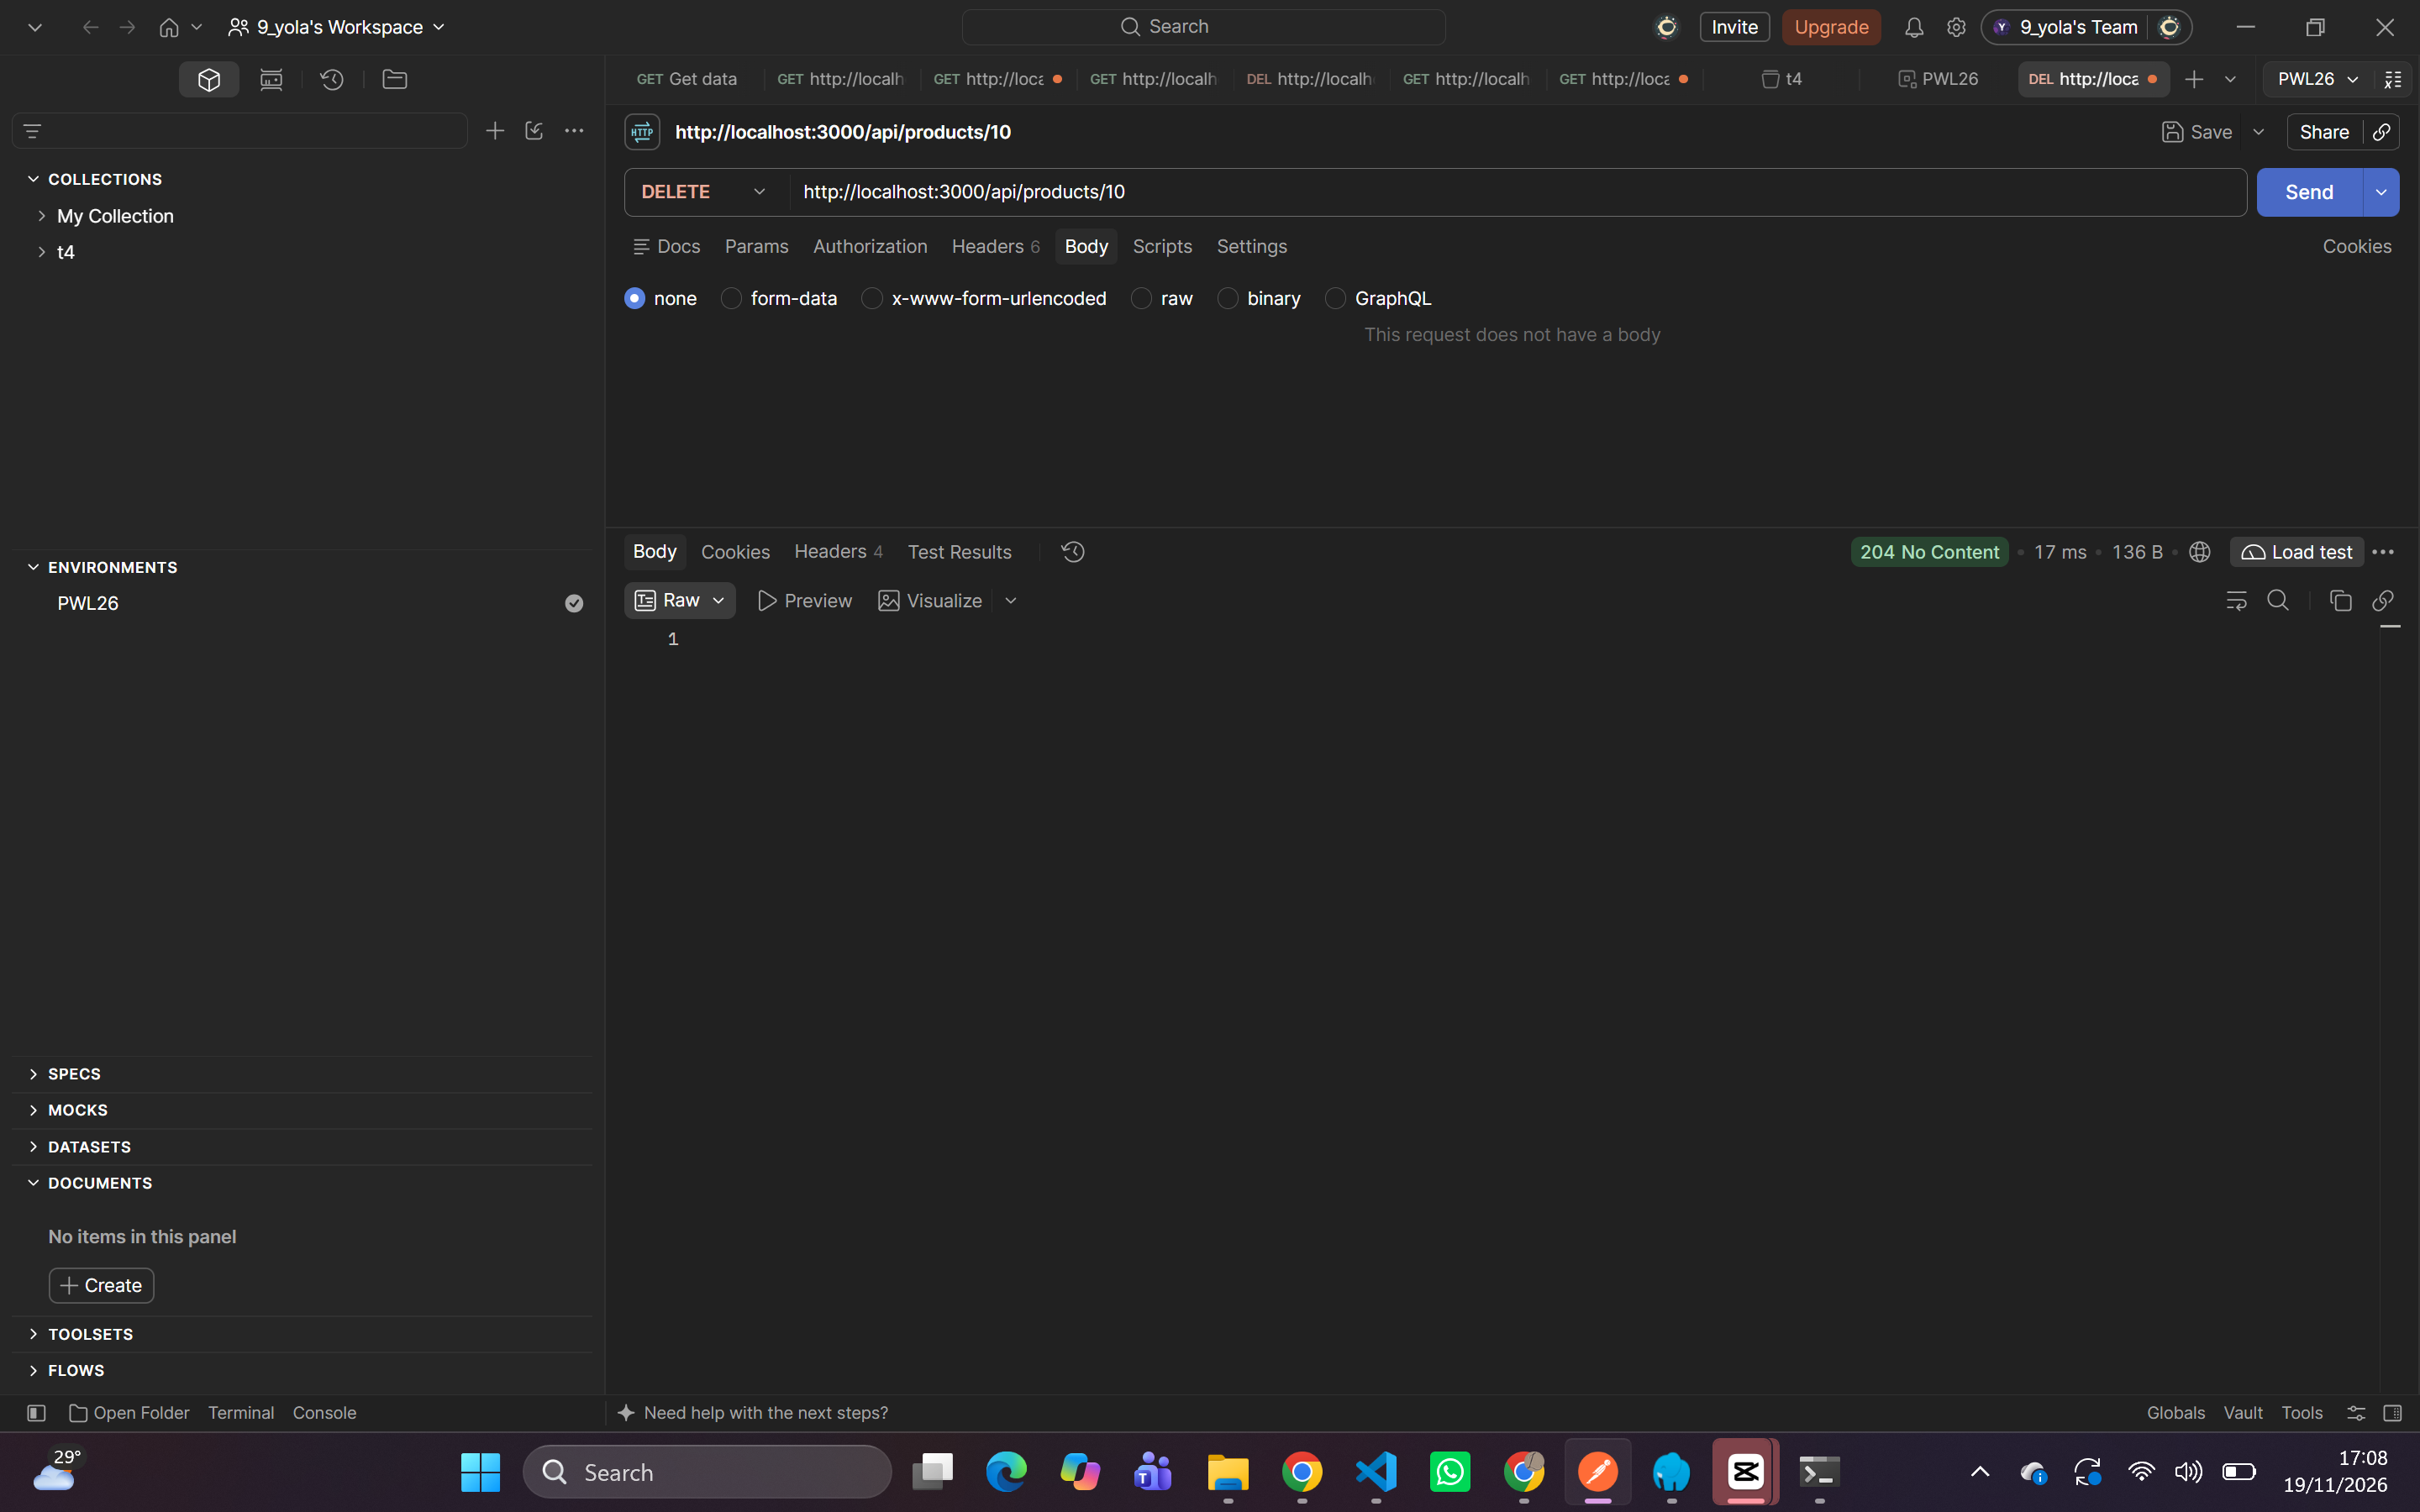 9_yola's Workspace
Search
Invite
Upgrade
Y 9_yola's Team
GET Get data
GET http://localh
GET http://loca
GET http://localh
DEL http://localh
GET http://localh
GET http://loca
t4
PWL26
DEL http://loca
PWL26
HTTP http://localhost:3000/api/products/10
Save
Share
COLLECTIONS
My Collection
t4
DELETE http://localhost:3000/api/products/10
Send
Docs Params Authorization Headers 6 Body Scripts Settings
Cookies
none form-data x-www-form-urlencoded raw binary GraphQL
This request does not have a body
ENVIRONMENTS
PWL26
Body Cookies Headers 4 Test Results
204 No Content • 17 ms • 136 B •
Load test
Raw Preview Visualize
1
SPECS
MOCKS
DATASETS
DOCUMENTS
No items in this panel
Create
TOOLSETS
FLOWS
Open Folder Terminal Console
Need help with the next steps?
Globals Vault Tools
29°
Search
17:08
19/11/2026